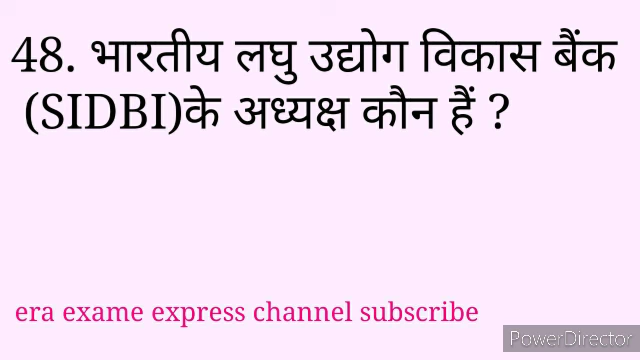 48. भारतीय लघु उद्योग विकास बैंक
(SIDBI)के अध्यक्ष कौन हैं ?
era exame express channel subscribe
PowerDirector